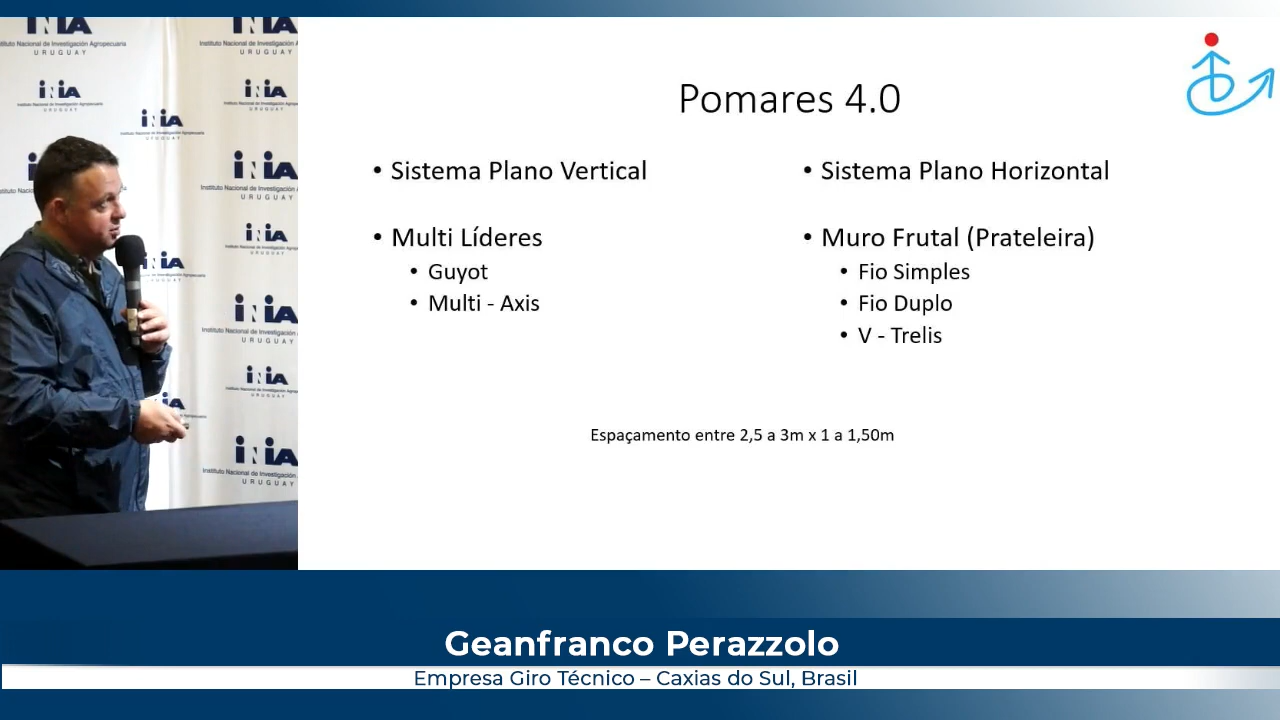 INIA
Instituto Nacional de Investigación Agropecuaria
URUGUAY
Pomares 4.0
• Sistema Plano Vertical
• Multi Líderes
• Guyot
• Multi - Axis
• Sistema Plano Horizontal
• Muro Frutal (Prateleira)
• Fio Simples
• Fio Duplo
• V - Trelis
Espaçamento entre 2,5 a 3m x 1 a 1,50m
Geanfranco Perazzolo
Empresa Giro Técnico – Caxias do Sul, Brasil